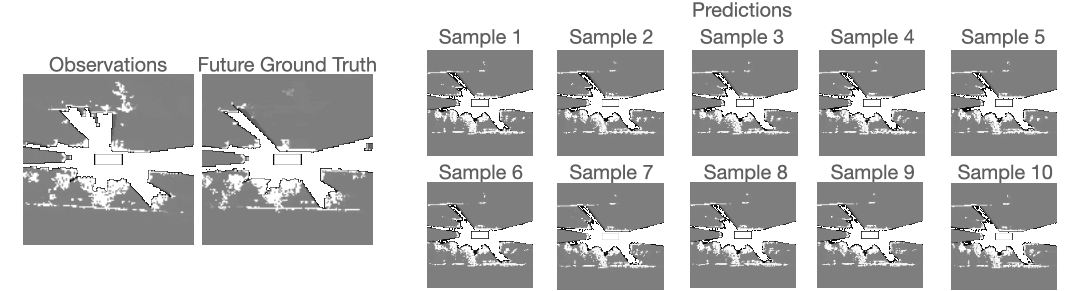 Predictions
Observations
Future Ground Truth
Sample 1
Sample 2
Sample 3
Sample 4
Sample 5
Sample 6
Sample 7
Sample 8
Sample 9
Sample 10